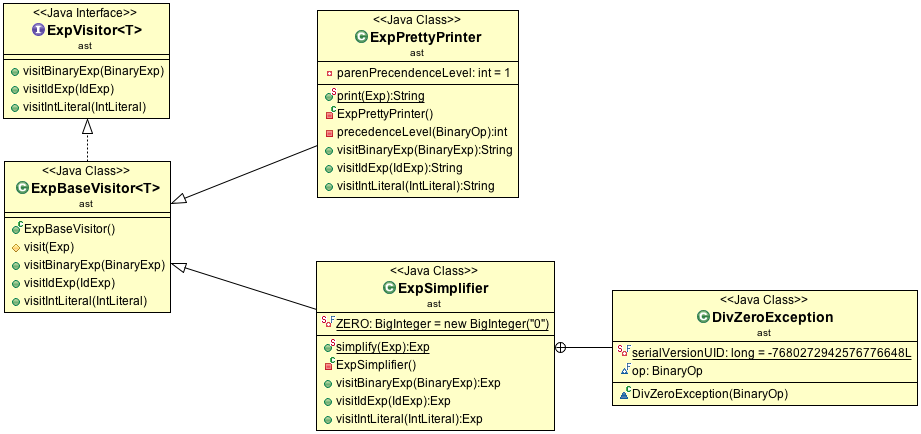 <<Java Interface>>
ExpVisitor<T>
ast
visitBinaryExp(BinaryExp)
visitIdExp(IdExp)
visitIntLiteral(IntLiteral)
<<Java Class>>
ExpBaseVisitor<T>
ast
ExpBaseVisitor()
visit(Exp)
visitBinaryExp(BinaryExp)
visitIdExp(IdExp)
visitIntLiteral(IntLiteral)
<<Java Class>>
ExpPrettyPrinter
ast
parenPrecendenceLevel: int = 1
print(Exp):String
ExpPrettyPrinter()
precedenceLevel(BinaryOp):int
visitBinaryExp(BinaryExp):String
visitIdExp(IdExp):String
visitIntLiteral(IntLiteral):String
<<Java Class>>
ExpSimplifier
ast
ZERO: BigInteger = new BigInteger("0")
simplify(Exp):Exp
ExpSimplifier()
visitBinaryExp(BinaryExp):Exp
visitIdExp(IdExp):Exp
visitIntLiteral(IntLiteral):Exp
<<Java Class>>
DivZeroException
ast
serialVersionUID: long = -7680272942576776648L
op: BinaryOp
DivZeroException(BinaryOp)